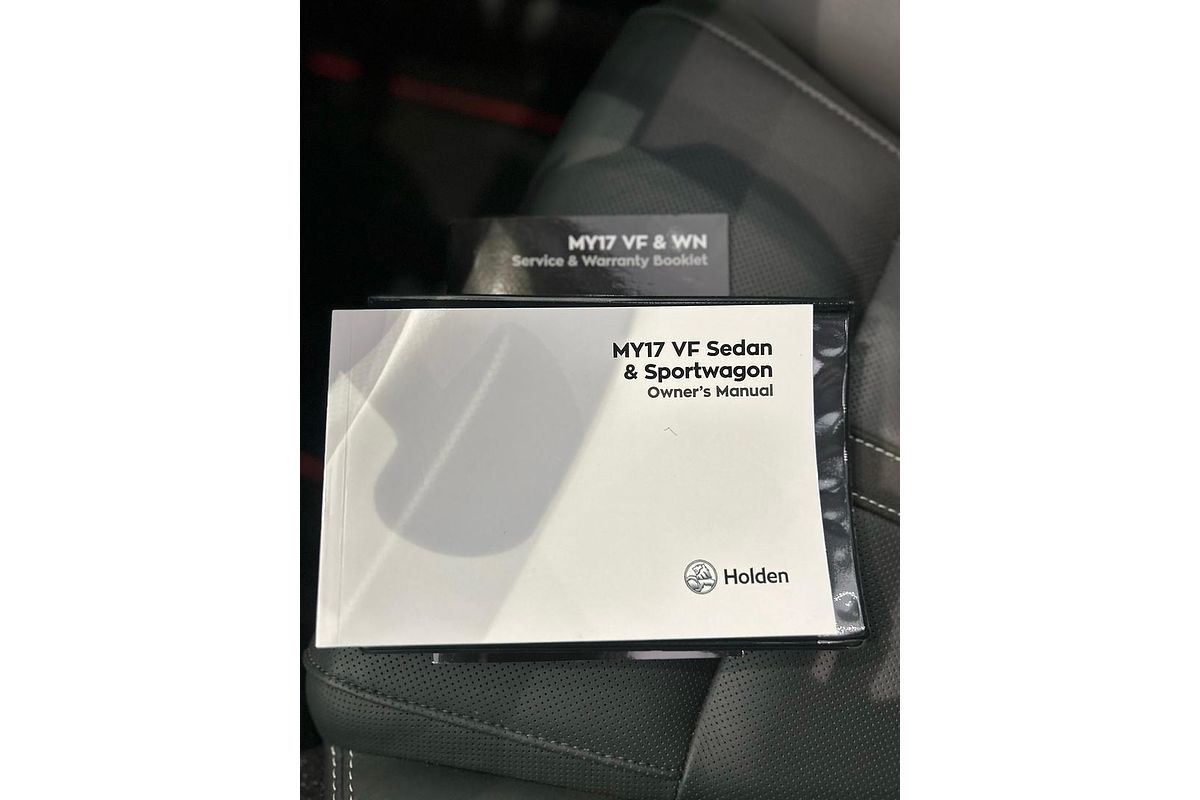 MY17 VF & WN
Service & Warranty Booklet
MY17 VF Sedan
& Sportwagon
Owner's Manual
Holden